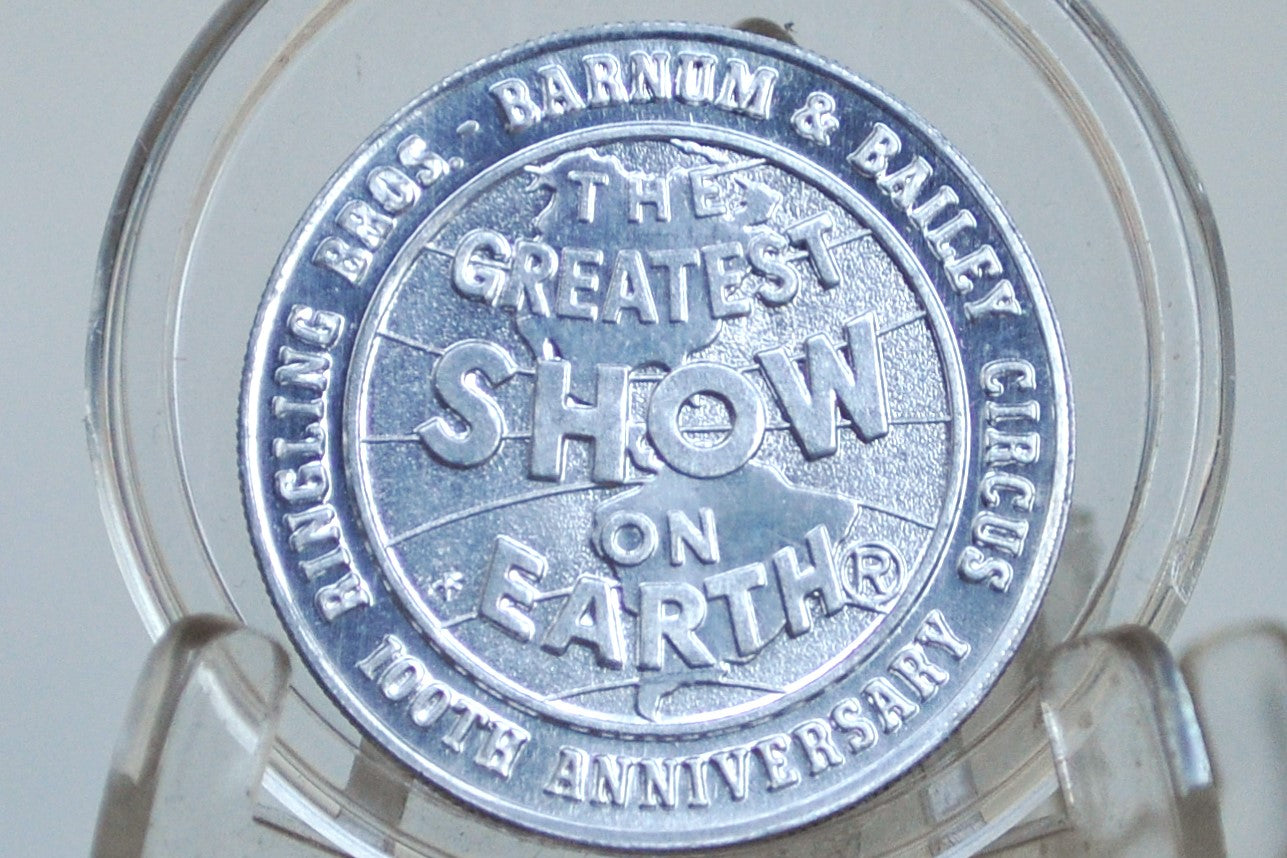 RINGLING BROS. - BARNUM & BAILEY CIRCUS
THE
GREATEST
SHOW
ON
EARTH®
100TH ANNIVERSARY